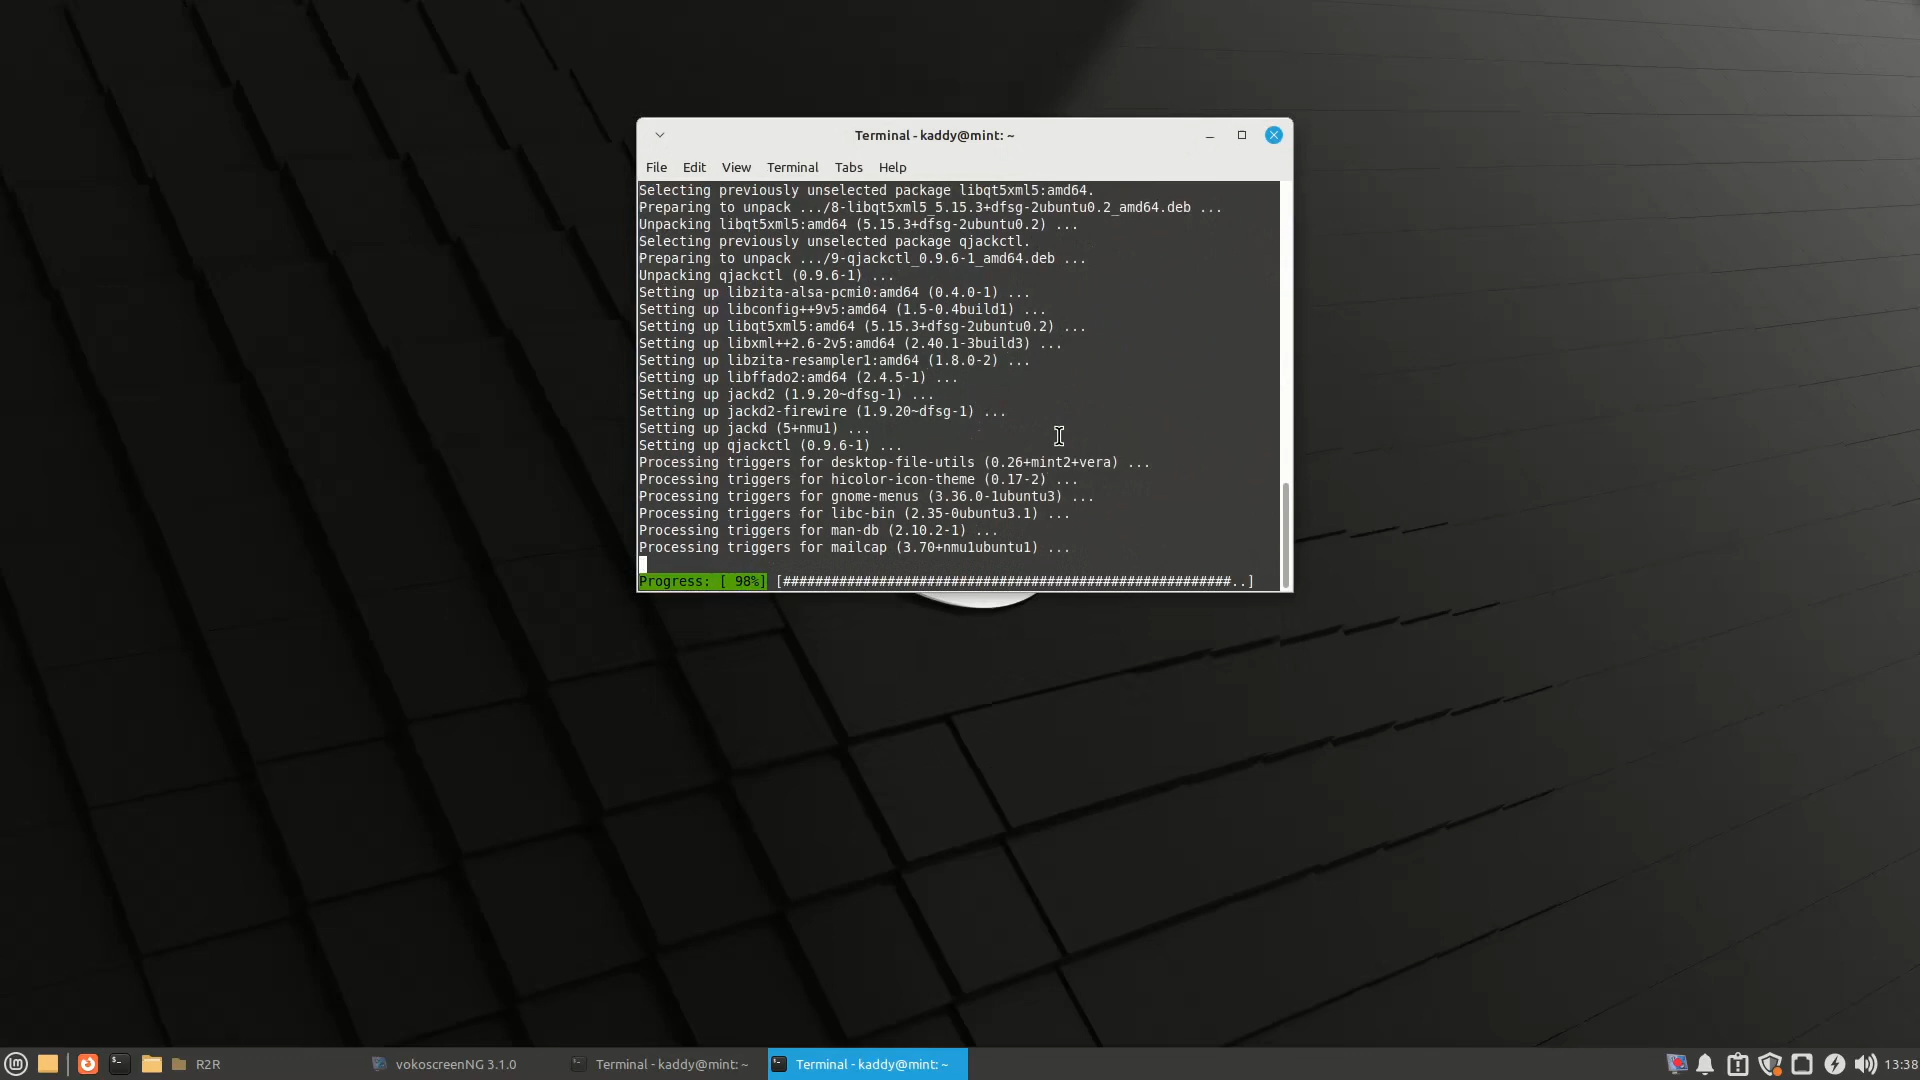 Terminal - kaddy@mint: ~
File Edit View Terminal Tabs Help
Selecting previously unselected package libqt5xml5:amd64.
Preparing to unpack .../8-libqt5xml5_5.15.3+dfsg-2ubuntu0.2_amd64.deb ...
Unpacking libqt5xml5:amd64 (5.15.3+dfsg-2ubuntu0.2) ...
Selecting previously unselected package qjackctl.
Preparing to unpack .../9-qjackctl_0.9.6-1_amd64.deb ...
Unpacking qjackctl (0.9.6-1) ...
Setting up libzita-alsa-pcmi0:amd64 (0.4.0-1) ...
Setting up libconfig++9v5:amd64 (1.5-0.4build1) ...
Setting up libqt5xml5:amd64 (5.15.3+dfsg-2ubuntu0.2) ...
Setting up libxml++2.6-2v5:amd64 (2.40.1-3build3) ...
Setting up libzita-resampler1:amd64 (1.8.0-2) ...
Setting up libffado2:amd64 (2.4.5-1) ...
Setting up jackd2 (1.9.20~dfsg-1) ...
Setting up jackd2-firewire (1.9.20~dfsg-1) ...
Setting up jackd (5+nmu1) ...
Setting up qjackctl (0.9.6-1) ...
Processing triggers for desktop-file-utils (0.26+mint2+vera) ...
Processing triggers for hicolor-icon-theme (0.17-2) ...
Processing triggers for gnome-menus (3.36.0-1ubuntu3) ...
Processing triggers for libc-bin (2.35-0ubuntu3.1) ...
Processing triggers for man-db (2.10.2-1) ...
Processing triggers for mailcap (3.70+nmu1ubuntu1) ...
Progress: [ 98%] [########################################################..]
R2R vokoscreenNG 3.1.0 Terminal - kaddy@mint: ~ Terminal - kaddy@mint: ~ 13:38